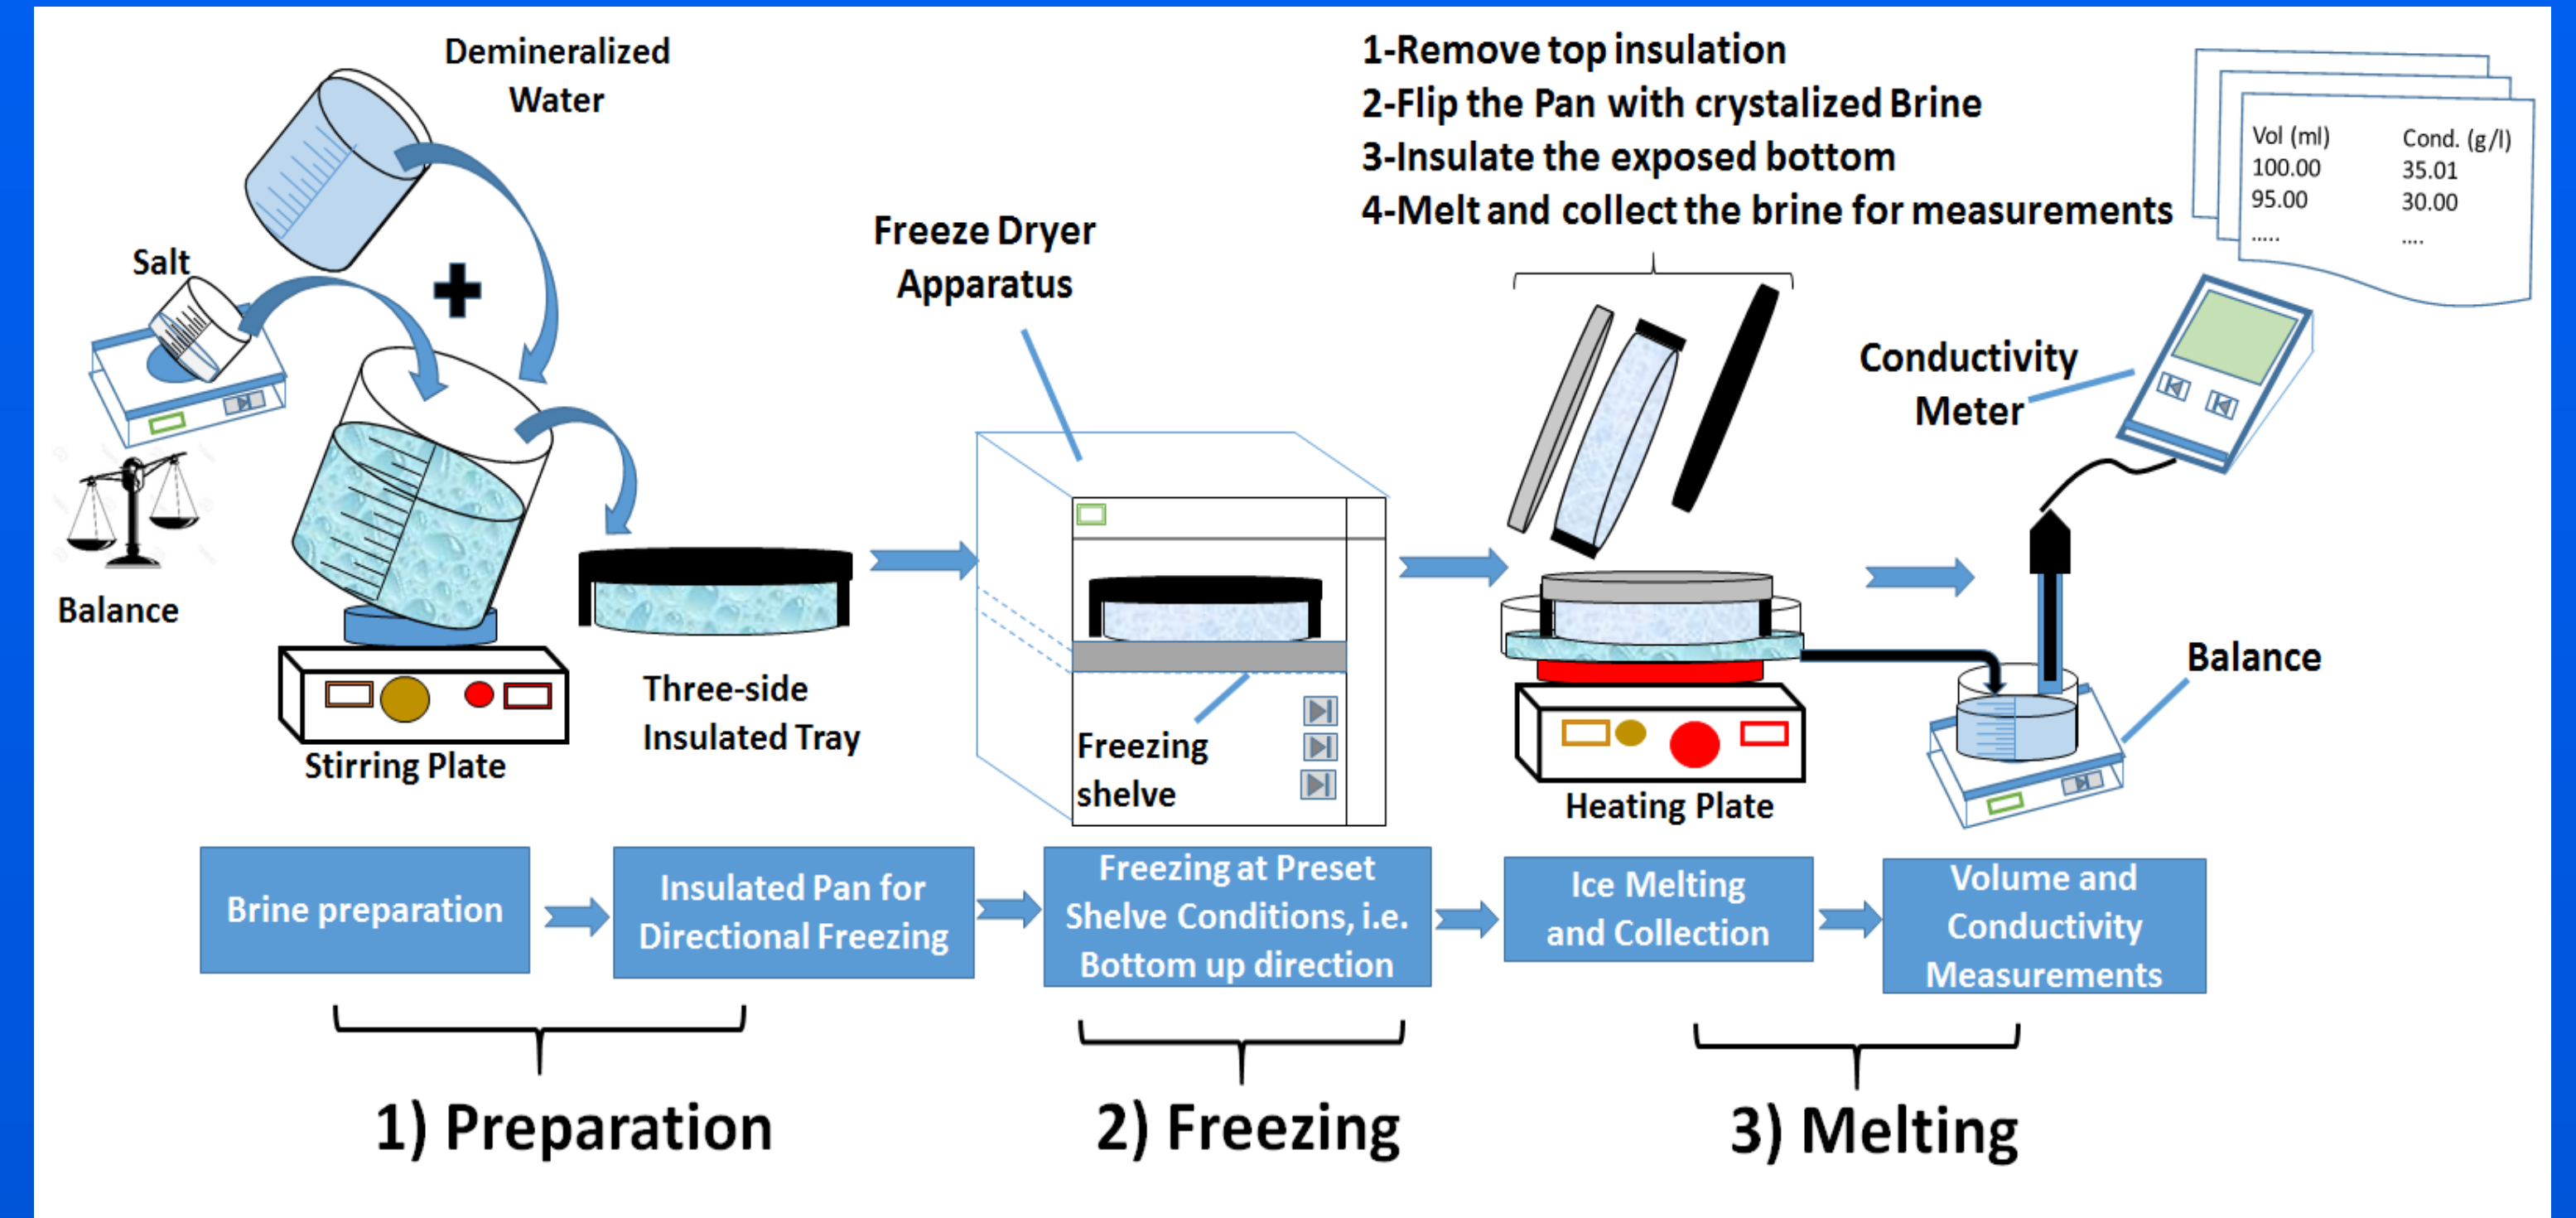 Demineralized
Water
Salt
Balance
Stirring Plate
Three-side
Insulated Tray
Freeze Dryer
Apparatus
Freezing
shelve
1-Remove top insulation
2-Flip the Pan with crystalized Brine
3-Insulate the exposed bottom
4-Melt and collect the brine for measurements
Heating Plate
Conductivity
Meter
Balance
Vol (ml) Cond. (g/l)
100.00 35.01
95.00 30.00
..... ....
Brine preparation
Insulated Pan for
Directional Freezing
Freezing at Preset
Shelve Conditions, i.e.
Bottom up direction
Ice Melting
and Collection
Volume and
Conductivity
Measurements
1) Preparation
2) Freezing
3) Melting